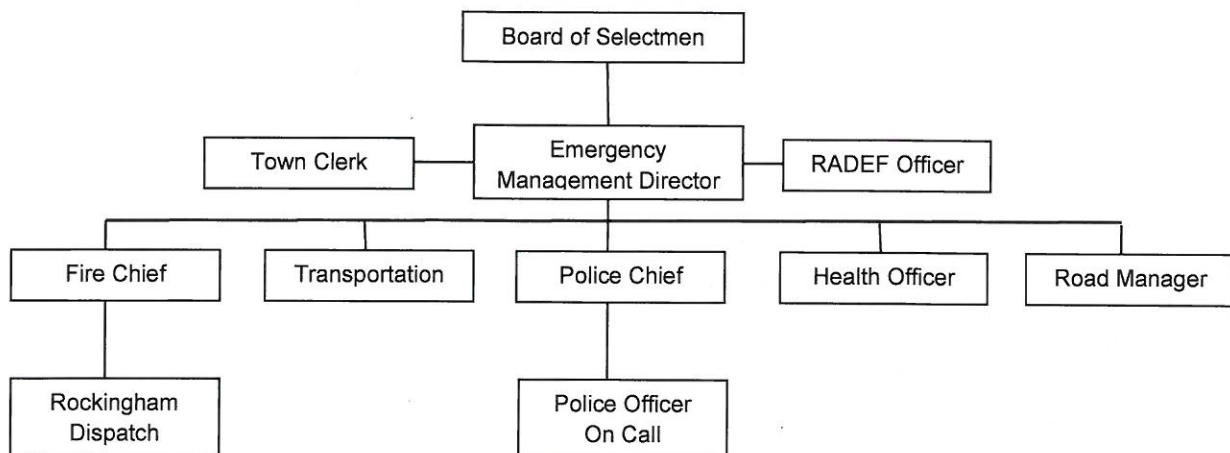 Board of Selectmen
Town Clerk
Emergency
Management Director
RADEF Officer
Fire Chief
Transportation
Police Chief
Health Officer
Road Manager
Rockingham
Dispatch
Police Officer
On Call